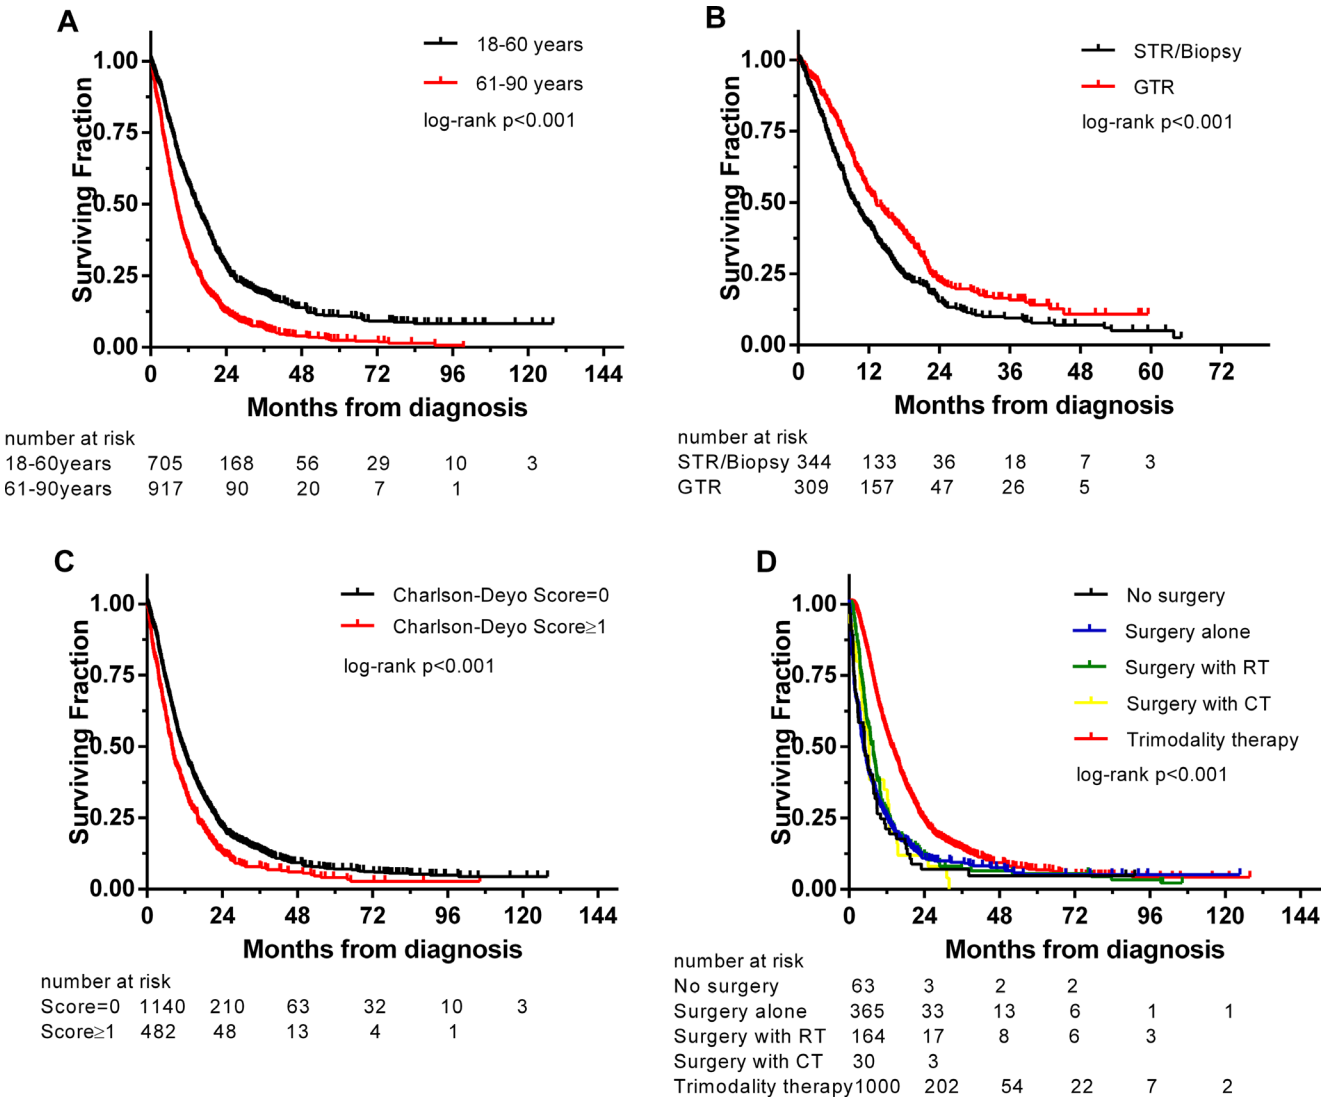 A
18-60 years
61-90 years
log-rank p<0.001
1.00
0.75
0.50
0.25
0.00
Surviving Fraction
0 24 48 72 96 120 144
Months from diagnosis
number at risk
18-60years 705 168 56 29 10 3
61-90years 917 90 20 7 1
B
STR/Biopsy
GTR
log-rank p<0.001
1.00
0.75
0.50
0.25
0.00
Surviving Fraction
0 12 24 36 48 60 72
Months from diagnosis
number at risk
STR/Biopsy 344 133 36 18 7 3
GTR 309 157 47 26 5
C
Charlson-Deyo Score=0
Charlson-Deyo Score≥1
log-rank p<0.001
1.00
0.75
0.50
0.25
0.00
Surviving Fraction
0 24 48 72 96 120 144
Months from diagnosis
number at risk
Score=0 1140 210 63 32 10 3
Score≥1 482 48 13 4 1
D
No surgery
Surgery alone
Surgery with RT
Surgery with CT
Trimodality therapy
log-rank p<0.001
1.00
0.75
0.50
0.25
0.00
Surviving Fraction
0 24 48 72 96 120 144
Months from diagnosis
number at risk
No surgery 63 3 2 2
Surgery alone 365 33 13 6 1 1
Surgery with RT 164 17 8 6 3
Surgery with CT 30 3
Trimodality therapy1000 202 54 22 7 2